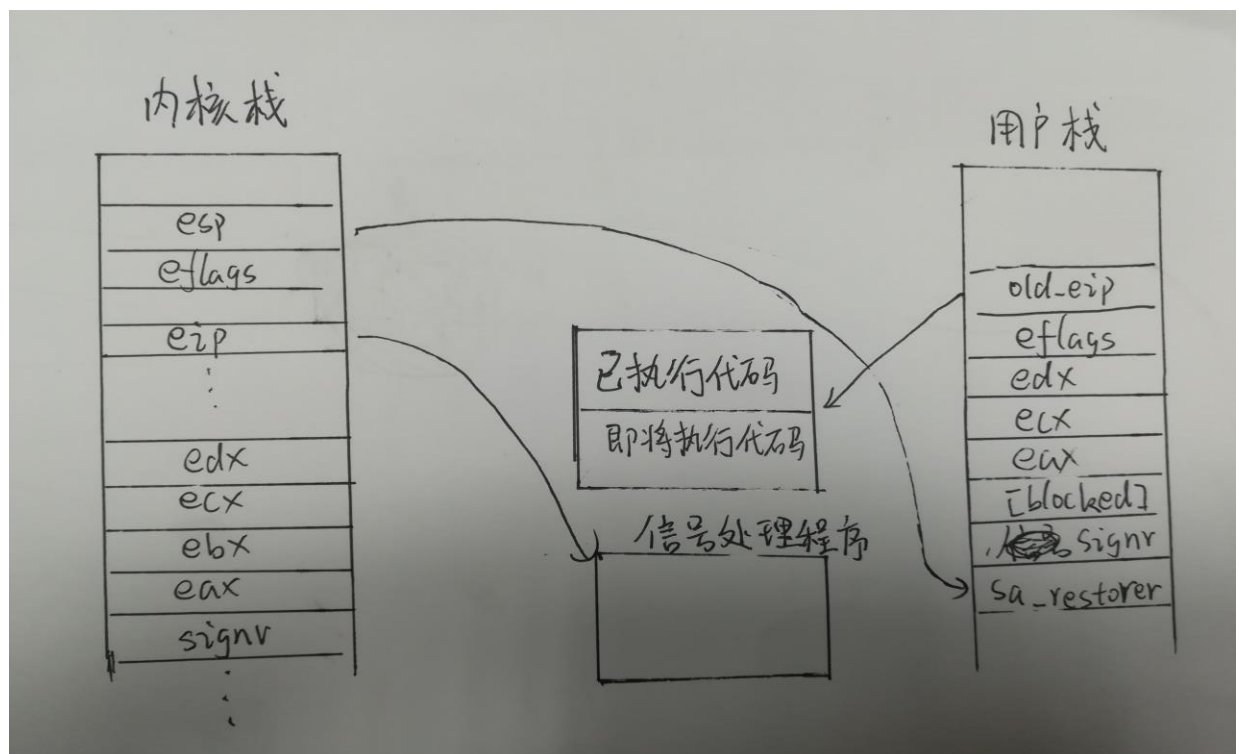 内核栈
esp
eflags
eip
edx
ecx
ebx
eax
signr
已执行代码
即将执行代码
信号处理程序
用户栈
old_eip
eflags
edx
ecx
eax
[blocked]
signr
sa_restorer